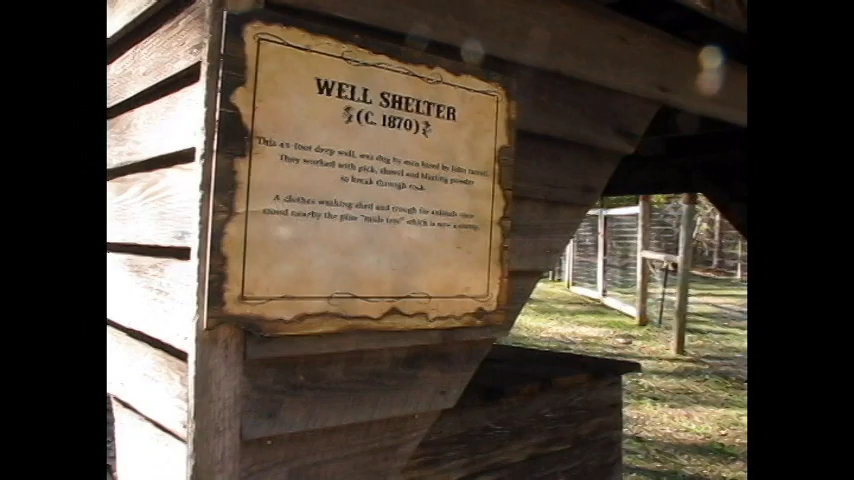 WELL SHELTER
(C. 1870)
This foot deep well, was dug by men hired by John
They worked with pick, shovel and blasting powder
to break through rock.
A clothes washing shed and trough for animals once
stood nearby the pine "mule tree" which is now a stump.